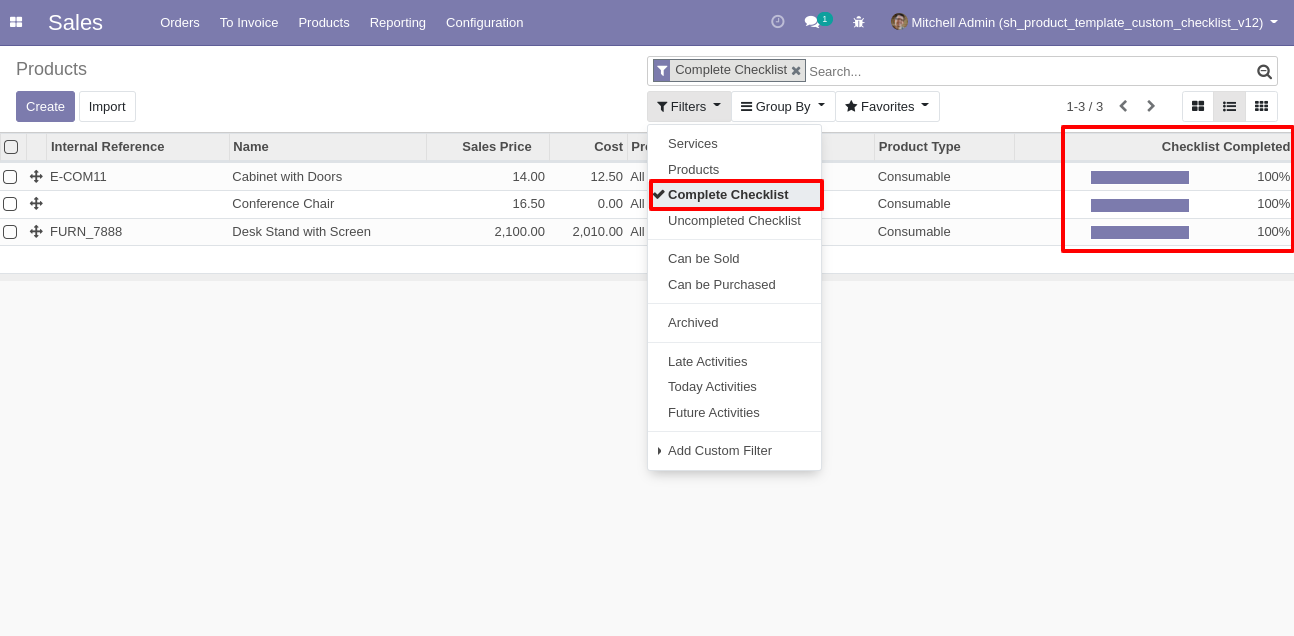 Sales Orders To Invoice Products Reporting Configuration 1 Mitchell Admin (sh_product_template_custom_checklist_v12)
Products
Complete Checklist Search...
Create Import
Filters Group By Favorites 1-3 / 3
Internal Reference Name Sales Price Cost Product Type Checklist Completed
E-COM11 Cabinet with Doors 14.00 12.50 All Consumable 100%
Conference Chair 16.50 0.00 All Consumable 100%
FURN_7888 Desk Stand with Screen 2,100.00 2,010.00 All Consumable 100%
Services
Products
Complete Checklist
Uncompleted Checklist
Can be Sold
Can be Purchased
Archived
Late Activities
Today Activities
Future Activities
Add Custom Filter